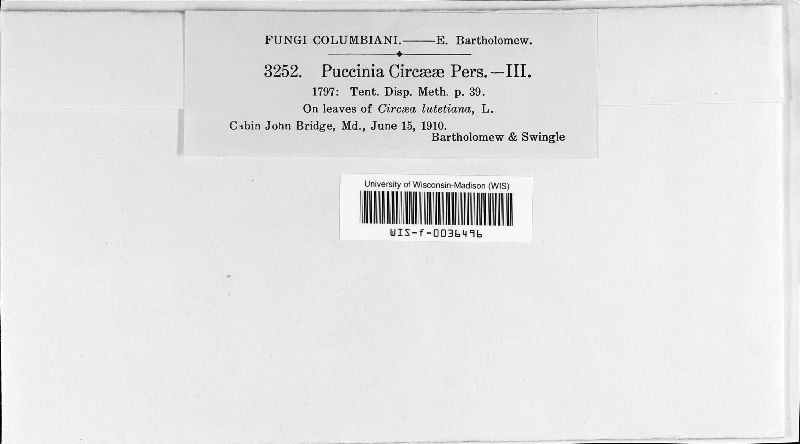 FUNGI COLUMBIANI.——E. Bartholomew.
3252. Puccinia Circææ Pers.—III.
1797: Tent. Disp. Meth. p. 39.
On leaves of Circæa lutetiana, L.
Cabin John Bridge, Md., June 15, 1910.
Bartholomew & Swingle
University of Wisconsin-Madison (WIS)
WIS-f-0036496